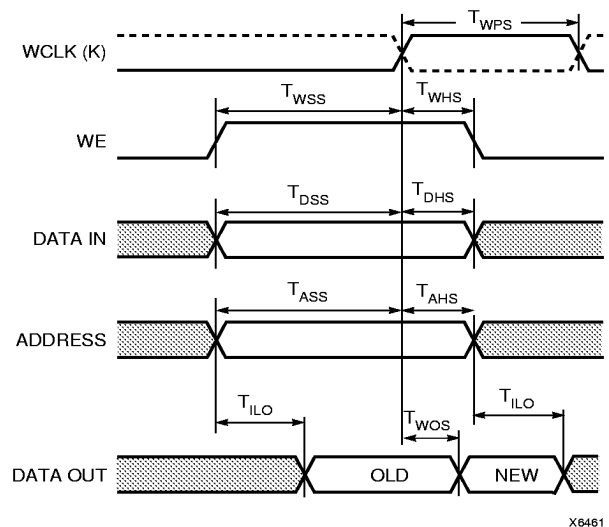 T_WPS
WCLK (K)
T_WSS T_WHS
WE
T_DSS T_DHS
DATA IN
T_ASS T_AHS
ADDRESS
T_ILO T_WOS T_ILO
DATA OUT OLD NEW
X6461